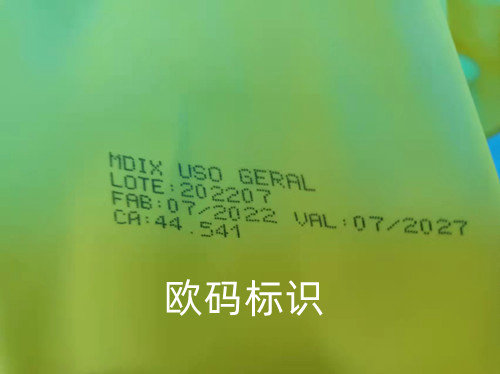 MDIX USO GERAL
LOTE:202207
FAB:07/2022 VAL:07/2027
CA:44.541
欧码标识